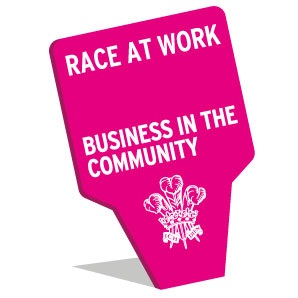 RACE AT WORK
BUSINESS IN THE
COMMUNITY